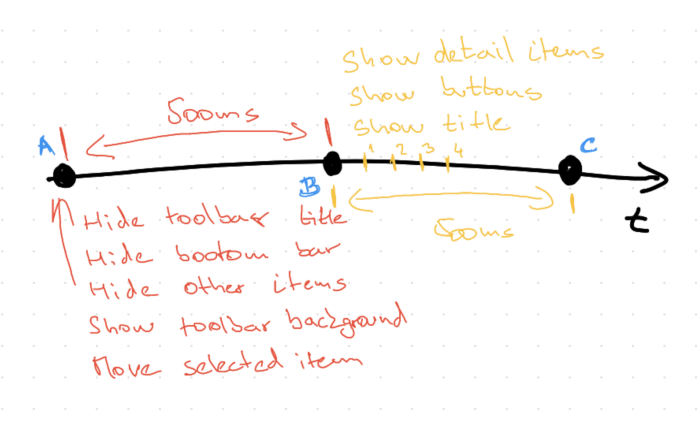 Show detail items
Show buttons
Show title
500ms
A
1 2 3 4
C
B
t
500ms
Hide toolbar title
Hide bootom bar
Hide other items
Show toolbar background
Move selected item